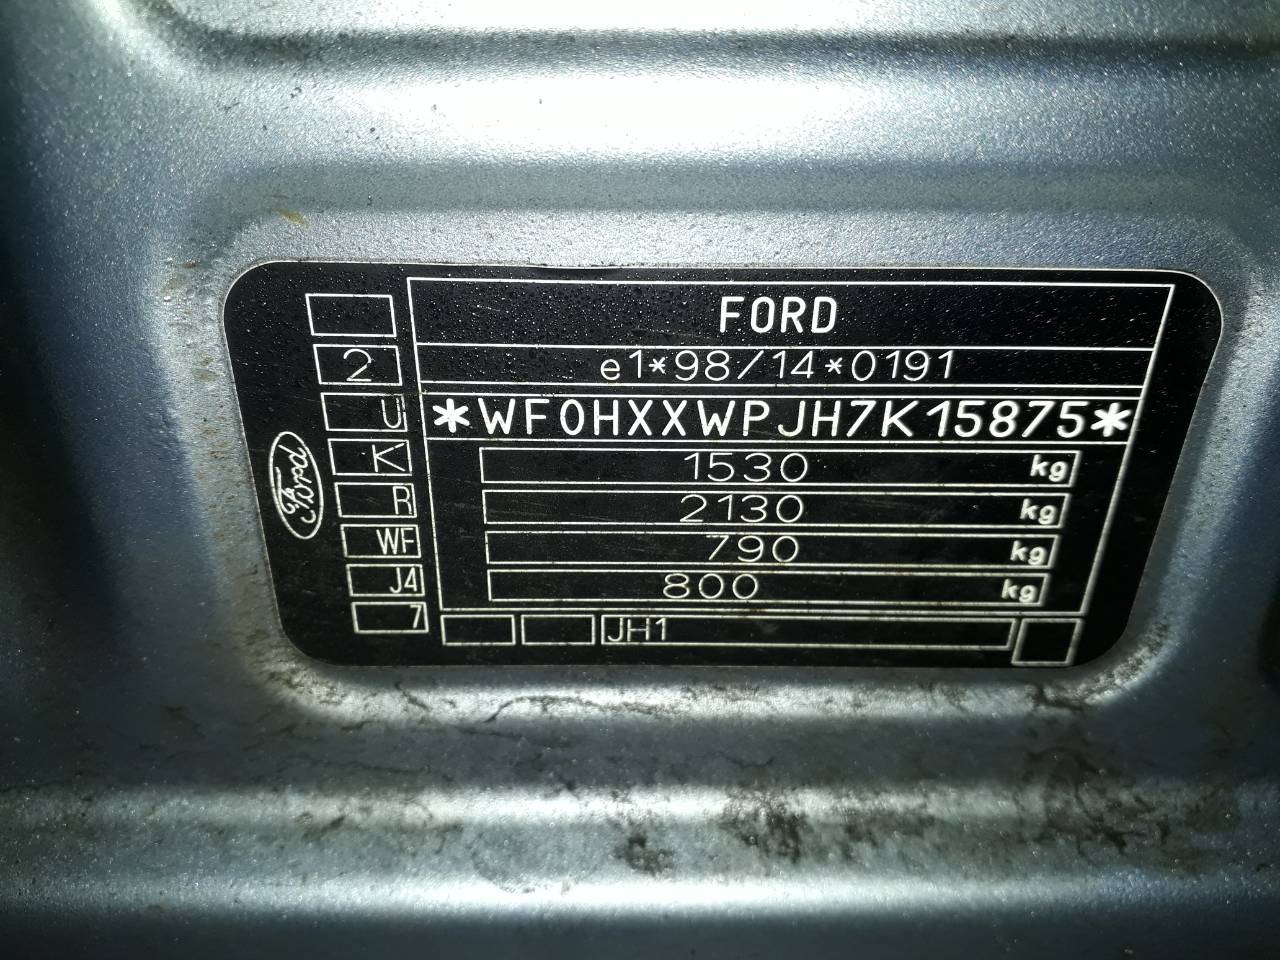 FORD
e1*98/14*0191
*WF0HXXWPJH7K15875*
1530 kg
2130 kg
790 kg
800 kg
JH1
2
U
K
R
WF
J4
7
Ford